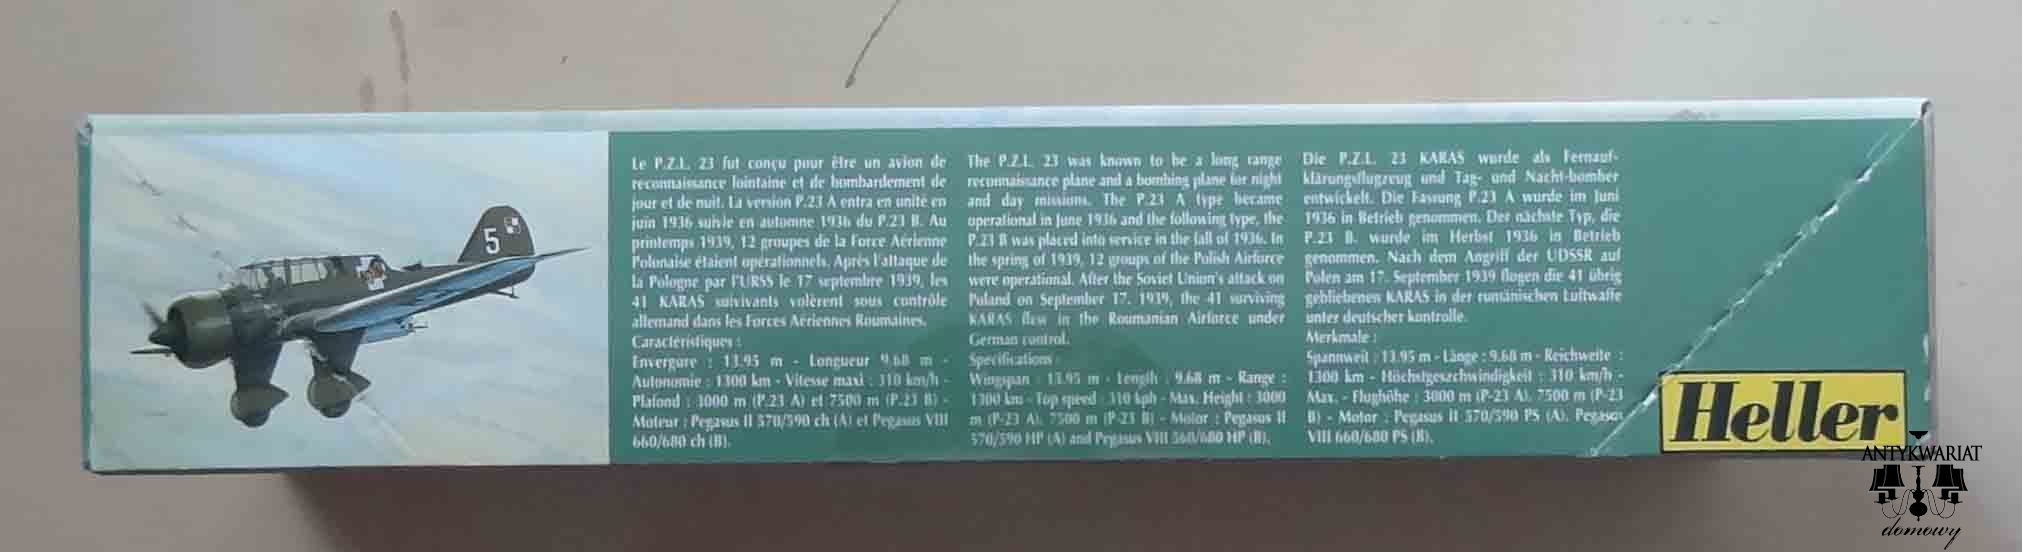 5
Le P.Z.L. 23 fut conçu pour être un avion de
reconnaissance lointaine et de bombardement de
jour et de nuit. La version P.23 A entra en unité en
juin 1936 suivie en automne 1936 du P.23 B. Au
printemps 1939, 12 groupes de la Force Aérienne
Polonaise étaient opérationnels. Après l'attaque de
la Pologne par l'URSS le 17 septembre 1939, les
41 KARAS suivants volèrent sous contrôle
allemand dans les Forces Aériennes Roumaines.
Caractéristiques :
Envergure : 13.95 m - Longueur 9.68 m -
Autonomie : 1300 km - Vitesse maxi : 310 km/h -
Plafond : 3000 m (P.23 A) et 7500 m (P.23 B) -
Moteur : Pegasus II 570/590 ch (A) et Pegasus VIII
660/680 ch (B).
The P.Z.L. 23 was known to be a long range
reconnaissance plane and a bombing plane for night
and day missions. The P.23 A type became
operational in June 1936 and the following type, the
P.23 B was placed into service in the fall of 1936. In
the spring of 1939, 12 groups of the Polish Airforce
were operational. After the Soviet Union's attack on
Poland on September 17, 1939, the 41 surviving
KARAS flew in the Roumanian Airforce under
German control.
Specifications :
Wingspan : 13.95 m - Length : 9.68 m - Range :
1300 km - Top speed : 310 kph - Max. Height : 3000
m (P-23 A), 7500 m (P-23 B) - Motor : Pegasus II
570/590 HP (A) and Pegasus VIII 560/680 HP (B).
Die P.Z.L. 23 KARAS wurde als Fernauf-
klärungsflugzeug und Tag- und Nacht-bomber
entwickelt. Die Fassung P.23 A wurde im Juni
1936 in Betrieb genommen. Der nächste Typ, die
P.23 B. wurde im Herbst 1936 in Betrieb
genommen. Nach dem Angriff der UDSSR auf
Polen am 17. September 1939 flogen die 41 übrig
gebliebenen KARAS in der rumänischen Luftwaffe
unter deutscher kontrolle.
Merkmale :
Spannweit : 13.95 m - Länge : 9.68 m - Reichweite :
1300 km - Höchstgeszchwindigkeit : 310 km/h -
Max. - Flughöhe : 3000 m (P-23 A), 7500 m (P-23
B) - Motor : Pegasus II 570/590 PS (A), Pegasus
VIII 660/680 PS (B).
Heller
ANTYKWARIAT
domowy